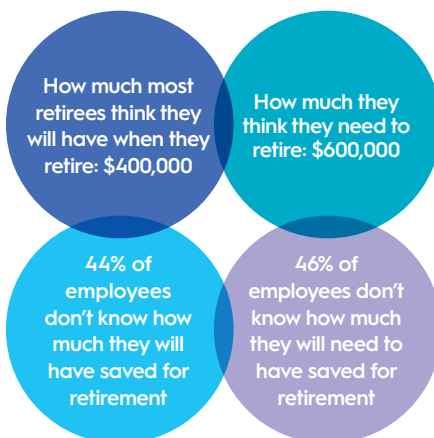 How much most
retirees think they
will have when they
retire: $400,000
How much they
think they need to
retire: $600,000
44% of
employees
don't know how
much they will
have saved for
retirement
46% of
employees don't
know how much
they will need to
have saved for
retirement